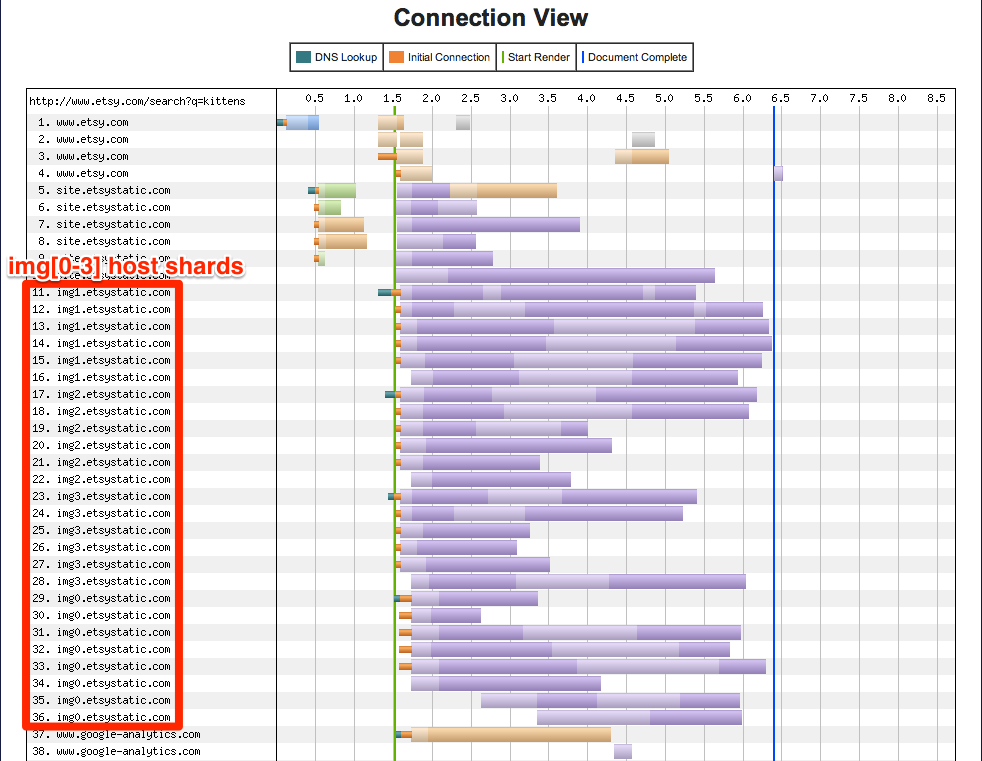 Connection View
DNS Lookup Initial Connection Start Render Document Complete
http://www.etsy.com/search?q=kittens 0.5 1.0 1.5 2.0 2.5 3.0 3.5 4.0 4.5 5.0 5.5 6.0 6.5 7.0 7.5 8.0 8.5
1. www.etsy.com
2. www.etsy.com
3. www.etsy.com
4. www.etsy.com
5. site.etsystatic.com
6. site.etsystatic.com
7. site.etsystatic.com
8. site.etsystatic.com
9. site.etsystatic.com
img[0-3] host shards
site.etsystatic.com
11. img1.etsystatic.com
12. img1.etsystatic.com
13. img1.etsystatic.com
14. img1.etsystatic.com
15. img1.etsystatic.com
16. img1.etsystatic.com
17. img2.etsystatic.com
18. img2.etsystatic.com
19. img2.etsystatic.com
20. img2.etsystatic.com
21. img2.etsystatic.com
22. img2.etsystatic.com
23. img3.etsystatic.com
24. img3.etsystatic.com
25. img3.etsystatic.com
26. img3.etsystatic.com
27. img3.etsystatic.com
28. img3.etsystatic.com
29. img0.etsystatic.com
30. img0.etsystatic.com
31. img0.etsystatic.com
32. img0.etsystatic.com
33. img0.etsystatic.com
34. img0.etsystatic.com
35. img0.etsystatic.com
36. img0.etsystatic.com
37. www.google-analytics.com
38. www.google-analytics.com